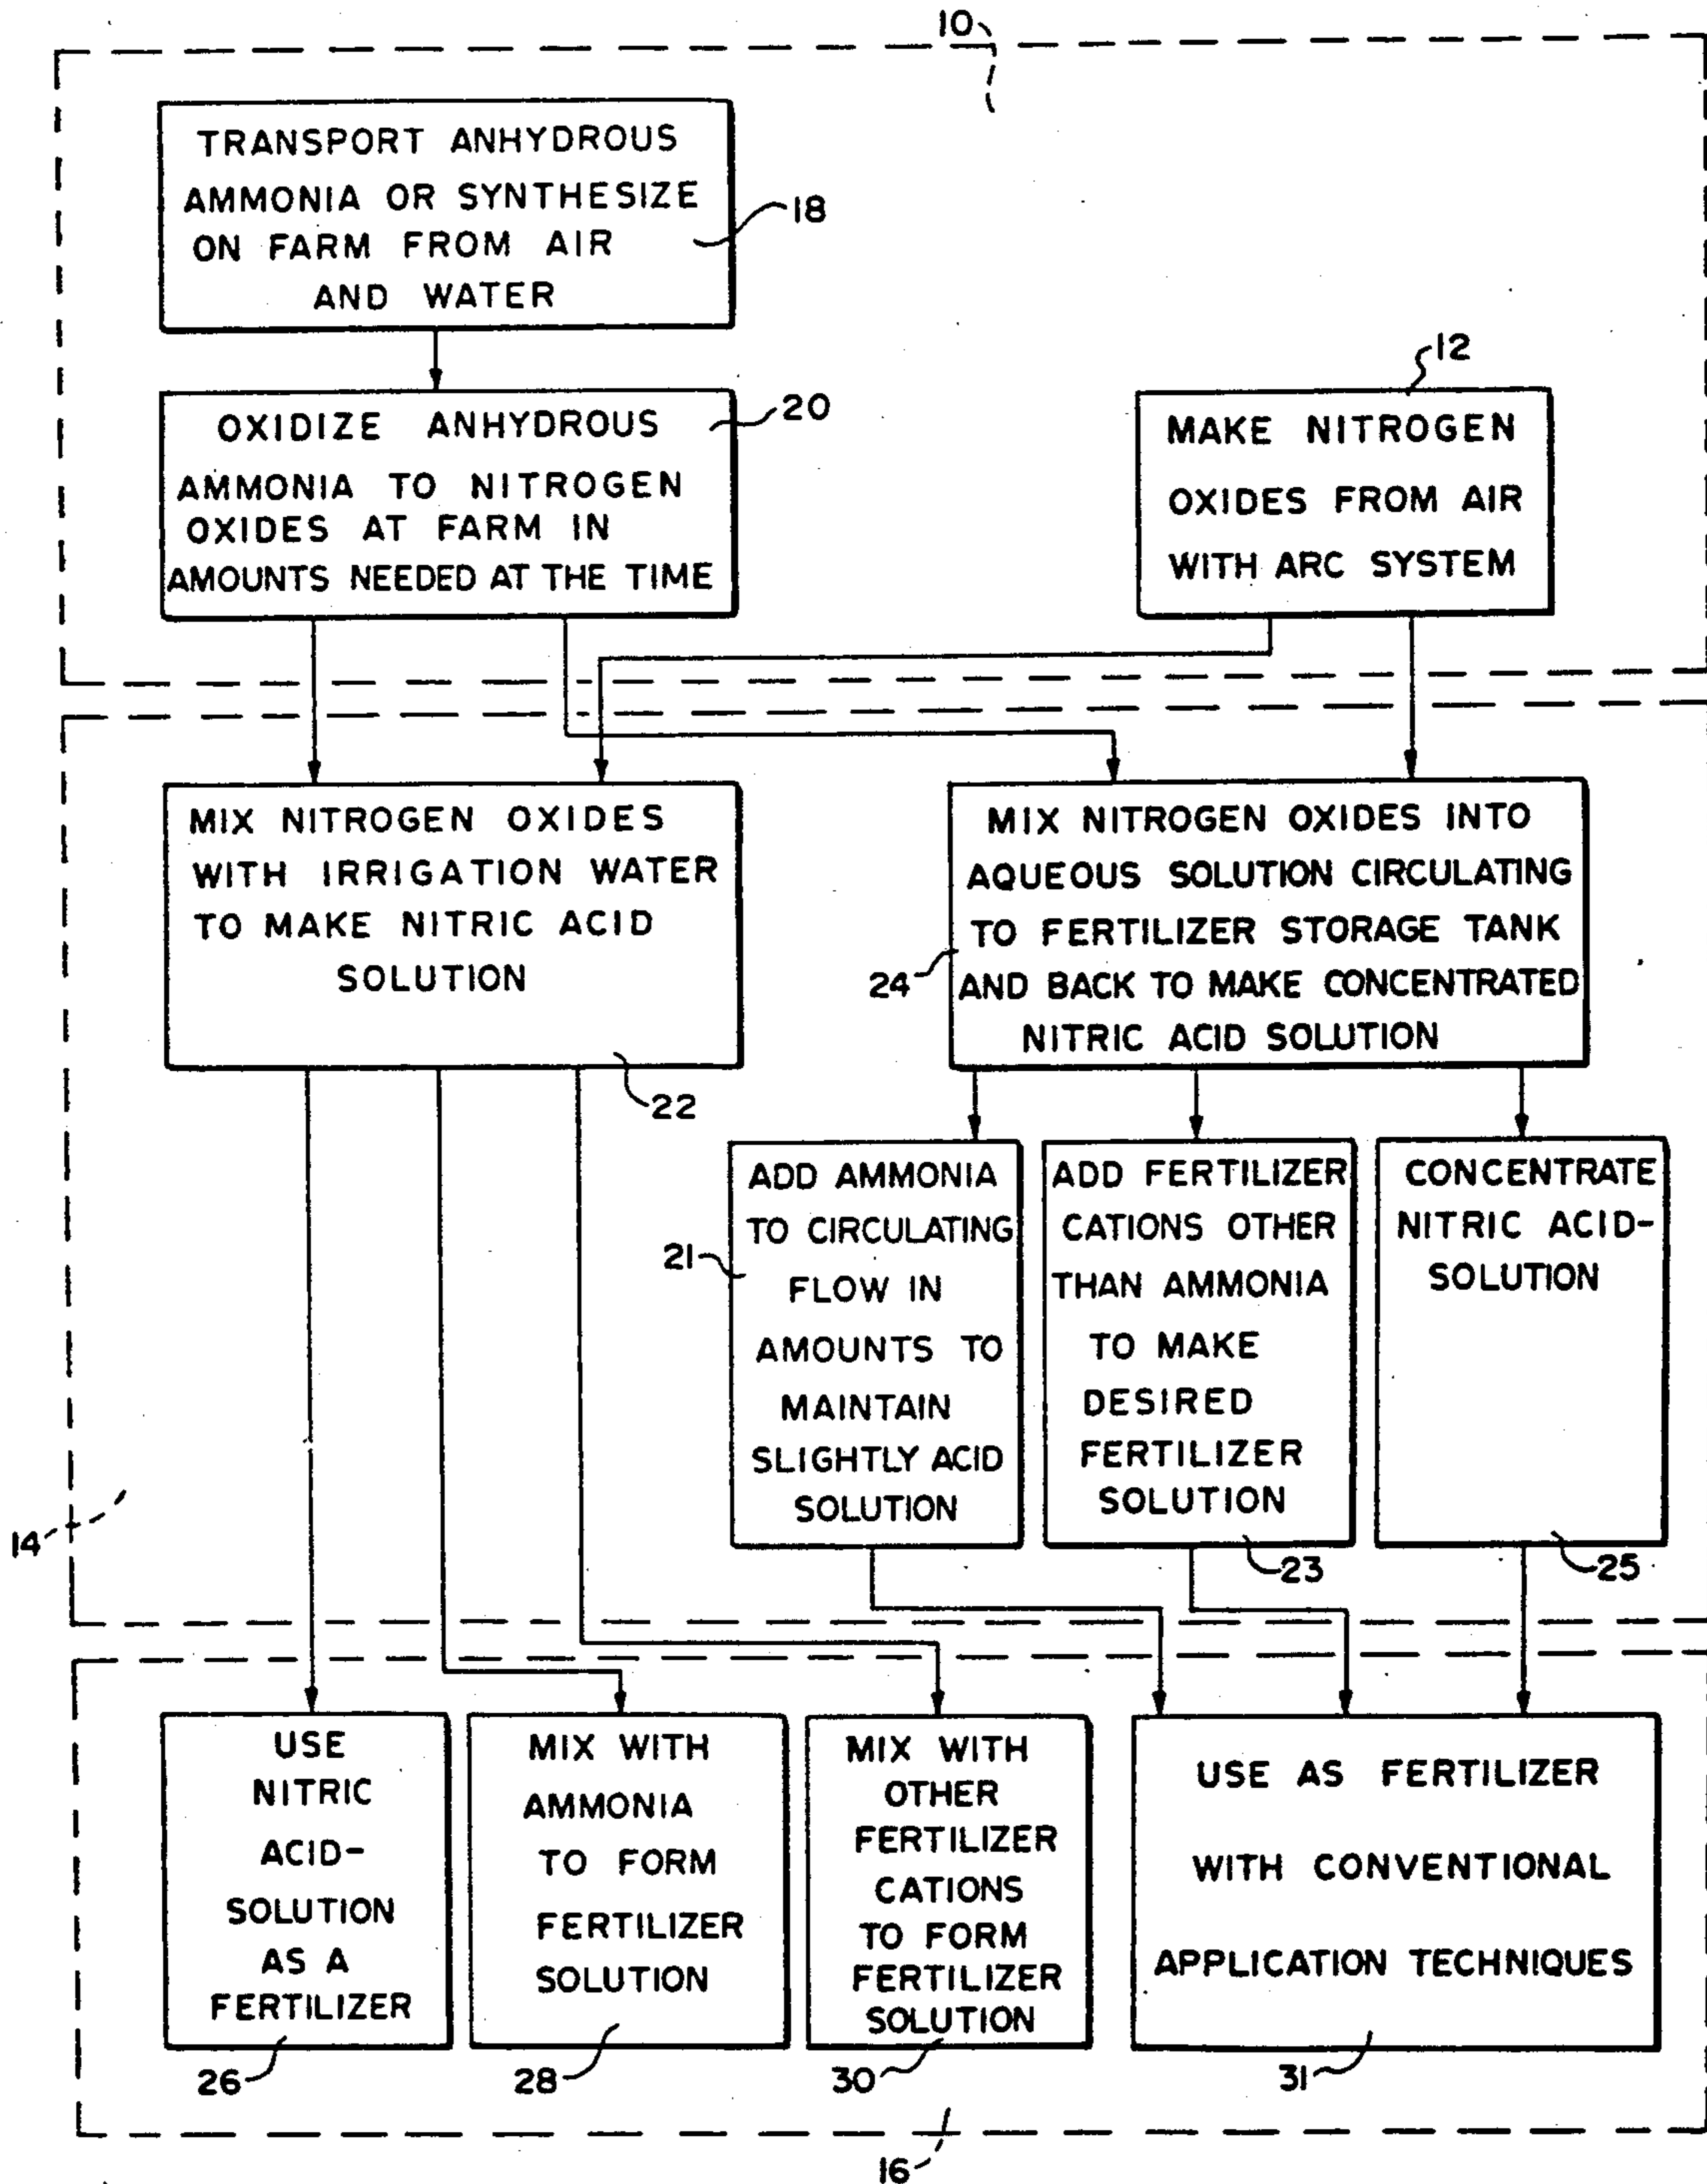 10
TRANSPORT ANHYDROUS
AMMONIA OR SYNTHESIZE
ON FARM FROM AIR
AND WATER
18
OXIDIZE ANHYDROUS
AMMONIA TO NITROGEN
OXIDES AT FARM IN
AMOUNTS NEEDED AT THE TIME
20
12
MAKE NITROGEN
OXIDES FROM AIR
WITH ARC SYSTEM
MIX NITROGEN OXIDES
WITH IRRIGATION WATER
TO MAKE NITRIC ACID
SOLUTION
22
MIX NITROGEN OXIDES INTO
AQUEOUS SOLUTION CIRCULATING
TO FERTILIZER STORAGE TANK
AND BACK TO MAKE CONCENTRATED
NITRIC ACID SOLUTION
24
ADD AMMONIA
TO CIRCULATING
FLOW IN
AMOUNTS TO
MAINTAIN
SLIGHTLY ACID
SOLUTION
21
ADD FERTILIZER
CATIONS OTHER
THAN AMMONIA
TO MAKE
DESIRED
FERTILIZER
SOLUTION
23
CONCENTRATE
NITRIC ACID-
SOLUTION
25
14
USE
NITRIC
ACID-
SOLUTION
AS A
FERTILIZER
26
MIX WITH
AMMONIA
TO FORM
FERTILIZER
SOLUTION
28
MIX WITH
OTHER
FERTILIZER
CATIONS
TO FORM
FERTILIZER
SOLUTION
30
USE AS FERTILIZER
WITH CONVENTIONAL
APPLICATION TECHNIQUES
31
16